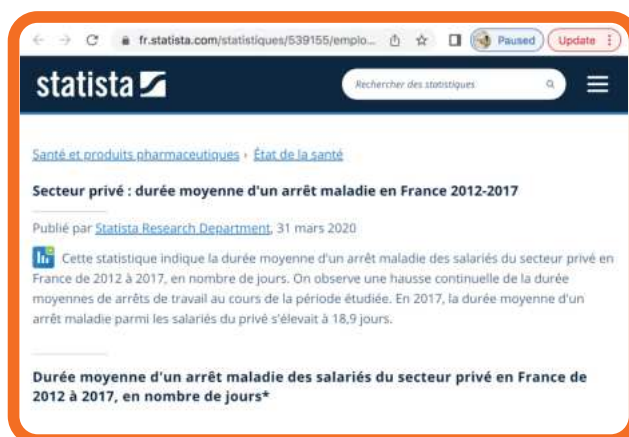 fr.statista.com/statistiques/539155/emplo...
Paused
Update
statista
Rechercher des statistiques
Santé et produits pharmaceutiques › État de la santé
Secteur privé : durée moyenne d'un arrêt maladie en France 2012-2017
Publié par Statista Research Department, 31 mars 2020
Cette statistique indique la durée moyenne d'un arrêt maladie des salariés du secteur privé en
France de 2012 à 2017, en nombre de jours. On observe une hausse continuelle de la durée
moyennes de arrêts de travail au cours de la période étudiée. En 2017, la durée moyenne d'un
arrêt maladie parmi les salariés du privé s'élevait à 18,9 jours.
Durée moyenne d'un arrêt maladie des salariés du secteur privé en France de
2012 à 2017, en nombre de jours*